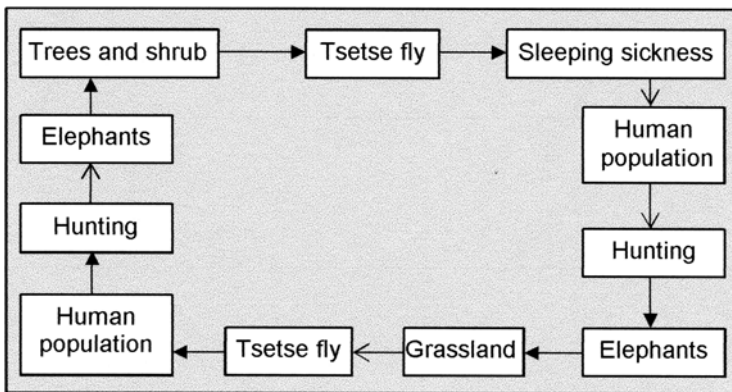 Trees and shrub
Tsetse fly
Sleeping sickness
Human
population
Hunting
Elephants
Grassland
Tsetse fly
Human
population
Hunting
Elephants